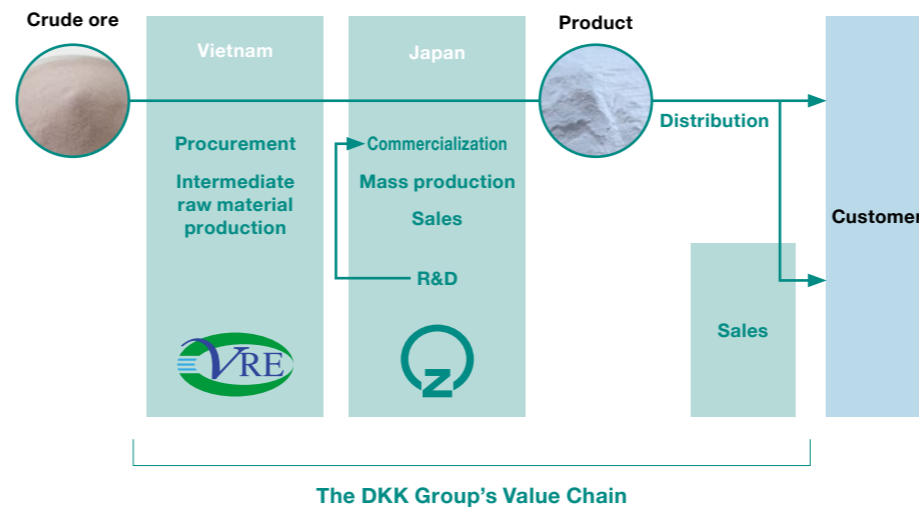 Crude ore
Vietnam
Japan
Product
Procurement
Intermediate
raw material
production
Commercialization
Mass production
Sales
R&D
Distribution
Sales
Customer
VRE
Z
The DKK Group's Value Chain